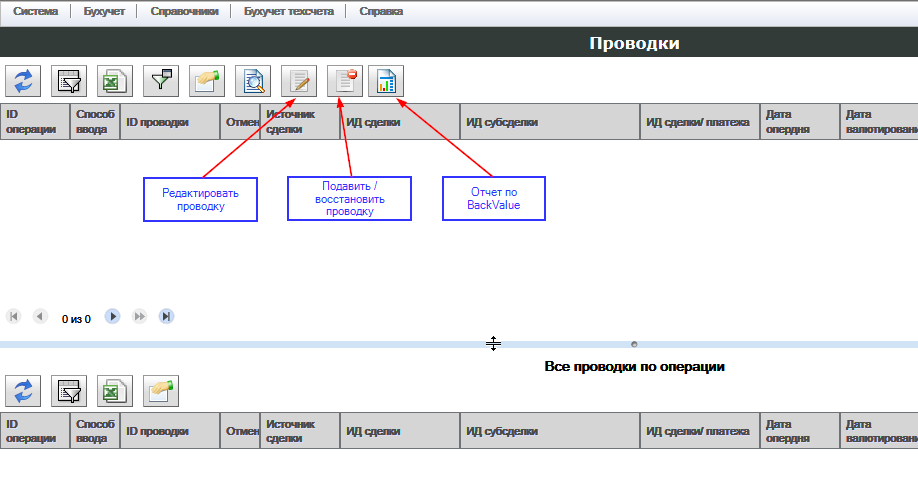 Система Бухучет Справочники Бухучет техсчета Справка
Проводки
ID операции Способ ввода ID проводки Отмен Источник сделки ИД сделки ИД субсделки ИД сделки/ платежа Дата опердня Дата валютировани
Редактировать
проводку
Подавить /
восстановить
проводку
Отчет по
BackValue
0 из 0
Все проводки по операции
ID операции Способ ввода ID проводки Отмен Источник сделки ИД сделки ИД субсделки ИД сделки/ платежа Дата опердня Дата валютировани